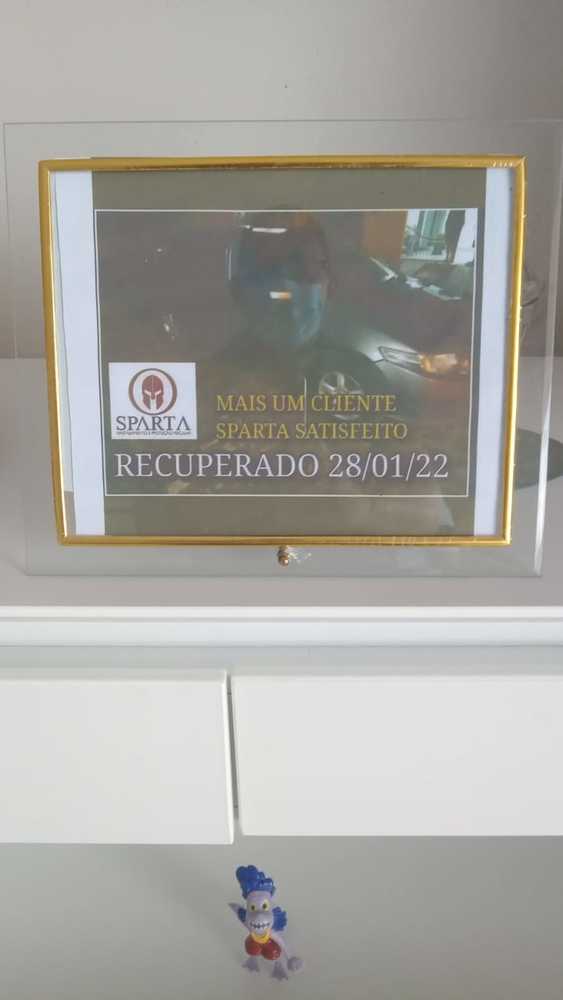 SPARTA
MAIS UM CLIENTE
SPARTA SATISFEITO
RECUPERADO 28/01/22